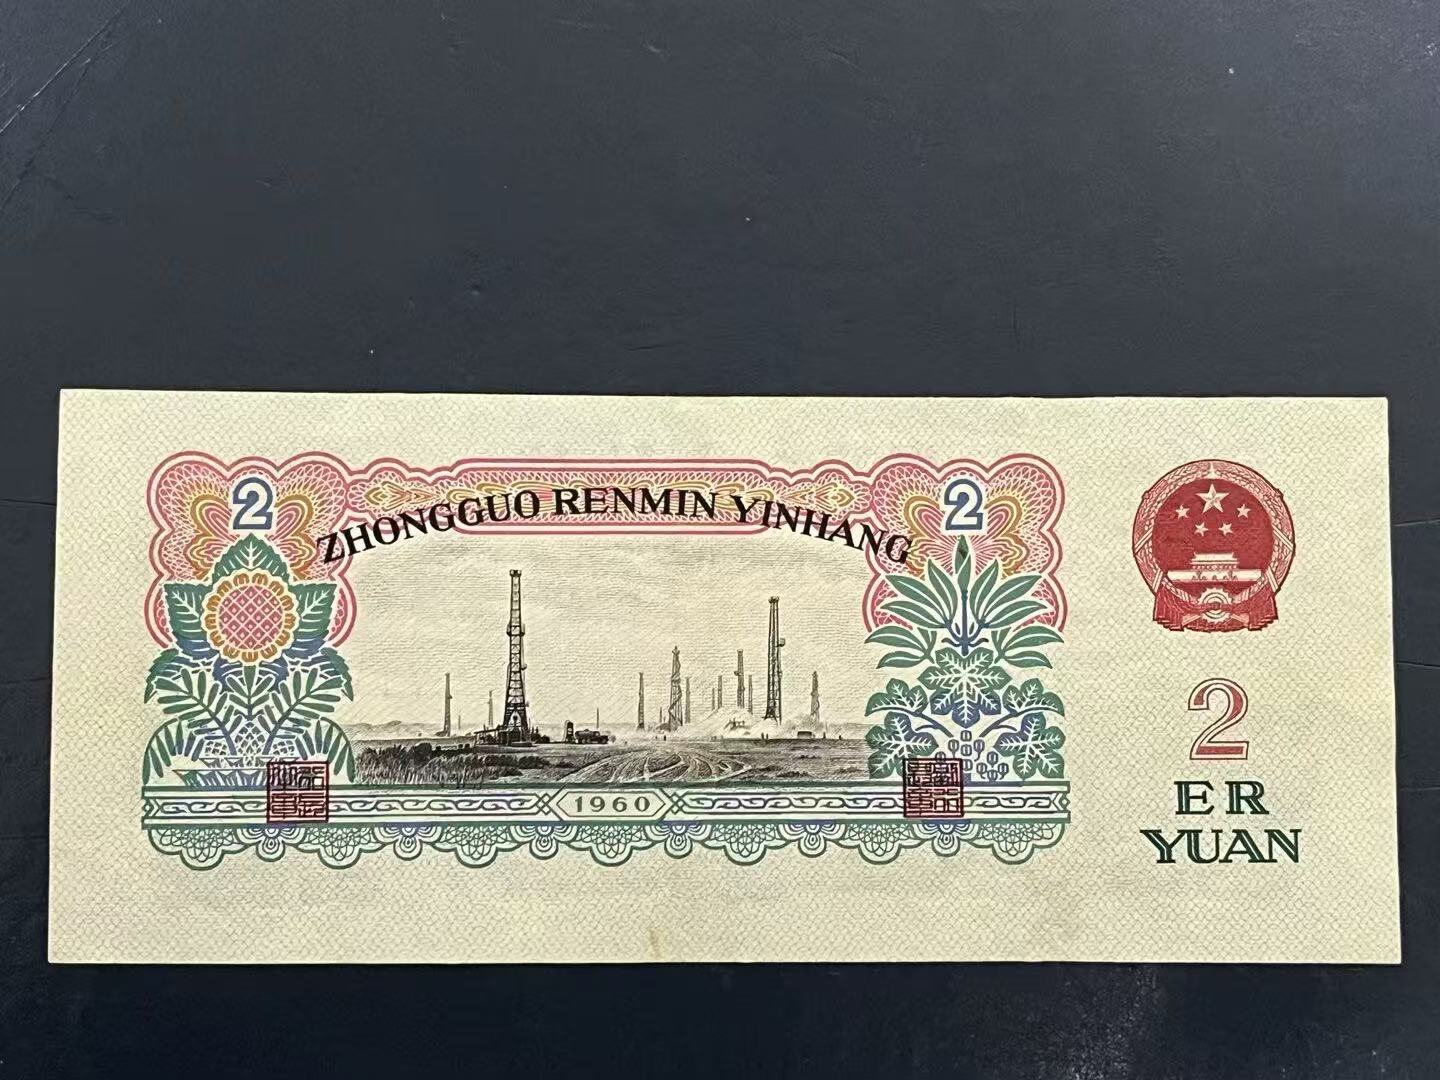 2
2
ZHONGGUO RENMIN YINHANG
1960
2
ER
YUAN